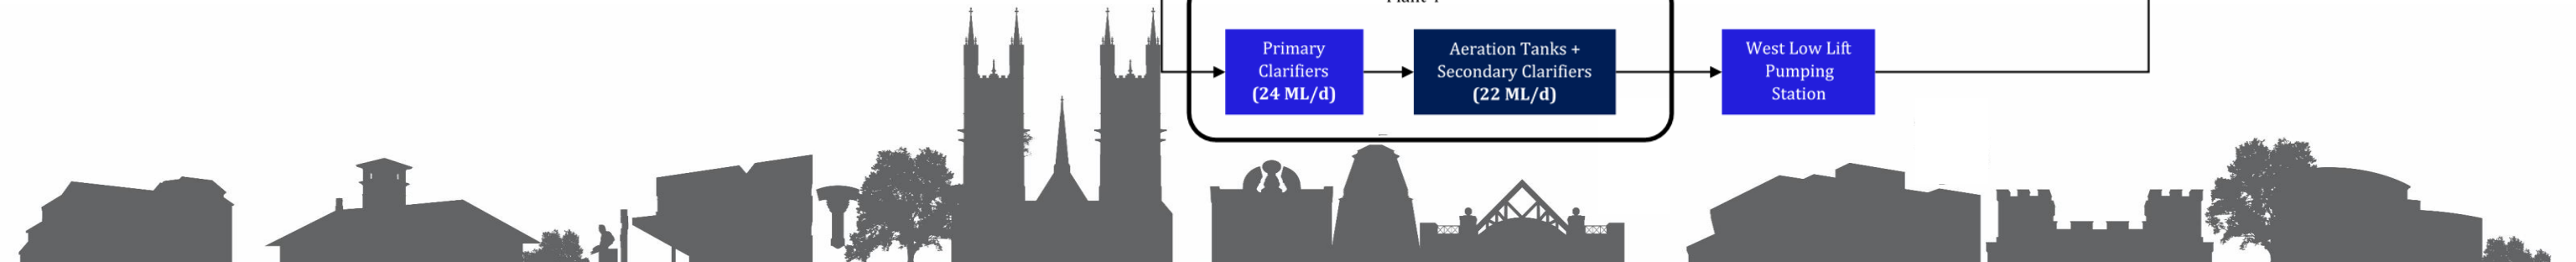 Primary
Clarifiers
(24 ML/d)
Aeration Tanks +
Secondary Clarifiers
(22 ML/d)
West Low Lift
Pumping
Station